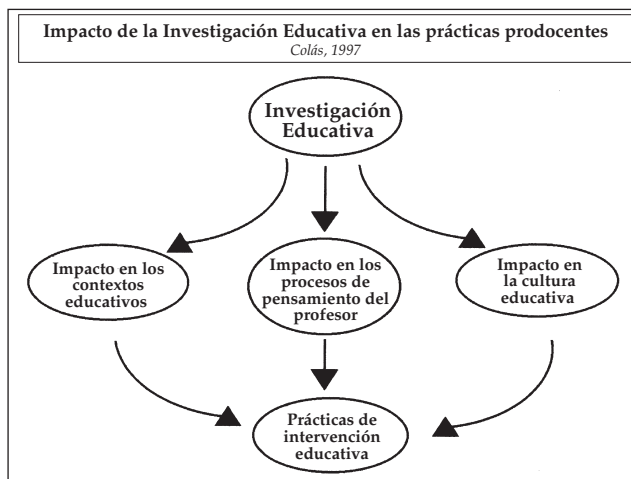 Impacto de la Investigación Educativa en las prácticas prodocentes
Colás, 1997
Investigación
Educativa
Impacto en los
contextos
educativos
Impacto en los
procesos de
pensamiento del
profesor
Impacto en
la cultura
educativa
Prácticas de
intervención
educativa